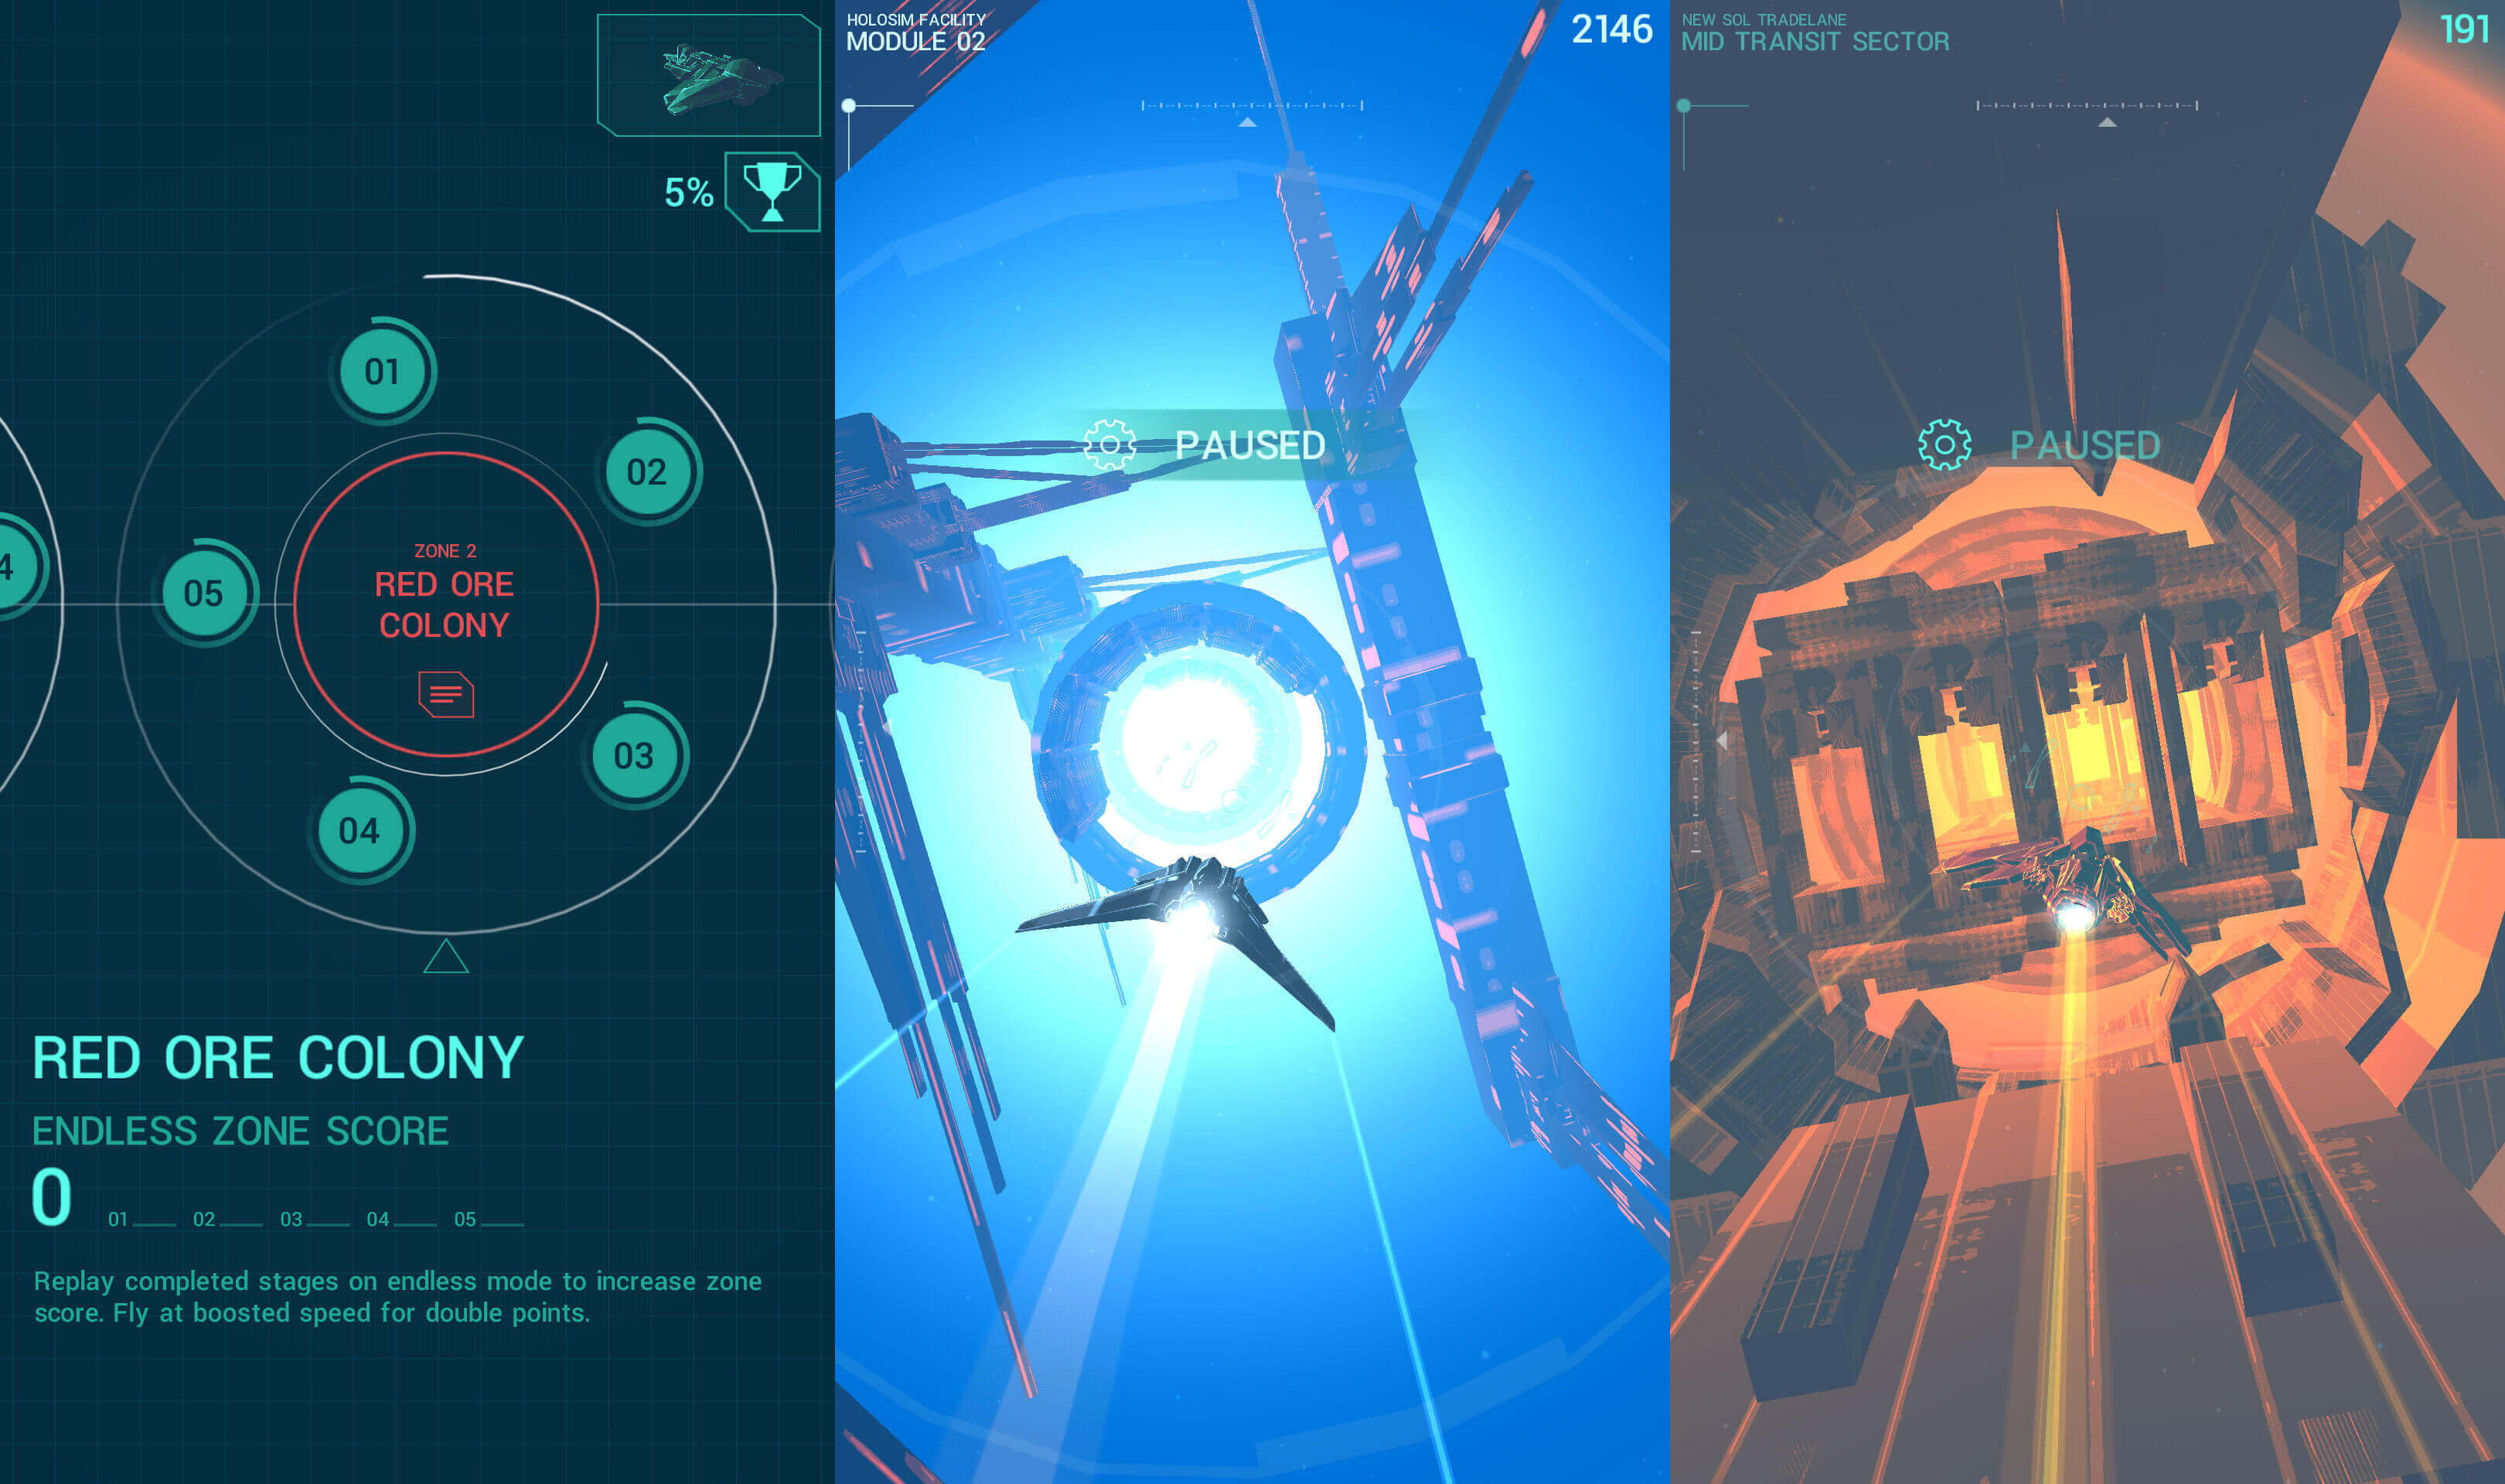 5%
01
02
05
ZONE 2
RED ORE
COLONY
03
04
4
RED ORE COLONY
ENDLESS ZONE SCORE
0
01 02 03 04 05
Replay completed stages on endless mode to increase zone
score. Fly at boosted speed for double points.
HOLOSIM FACILITY
MODULE 02
2146
PAUSED
NEW SOL TRADELANE
MID TRANSIT SECTOR
191
PAUSED